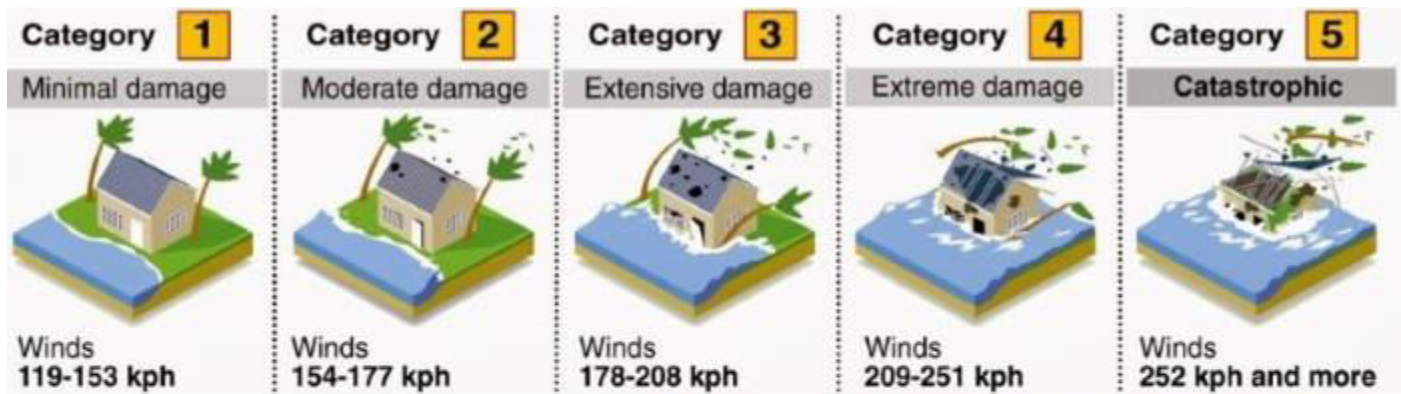 Category 1
Minimal damage
Winds
119-153 kph
Category 2
Moderate damage
Winds
154-177 kph
Category 3
Extensive damage
Winds
178-208 kph
Category 4
Extreme damage
Winds
209-251 kph
Category 5
Catastrophic
Winds
252 kph and more